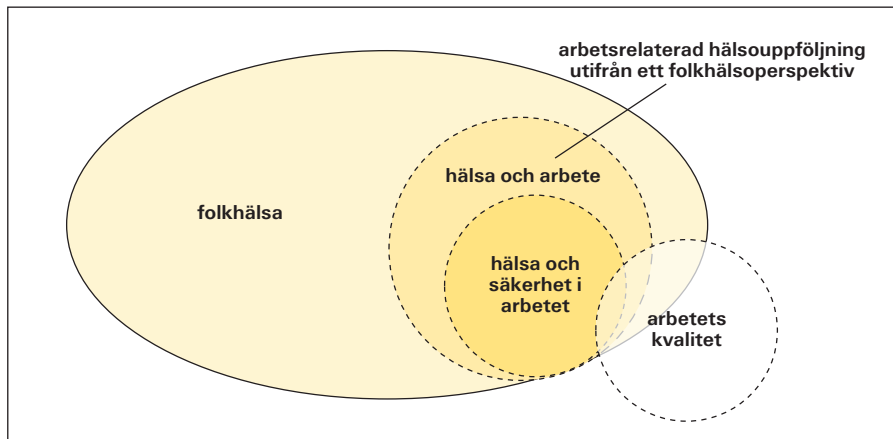 arbetsrelaterad hälsouppföljning
utifrån ett folkhälsoperspektiv
hälsa och arbete
folkhälsa
hälsa och
säkerhet i
arbetet
arbetets
kvalitet